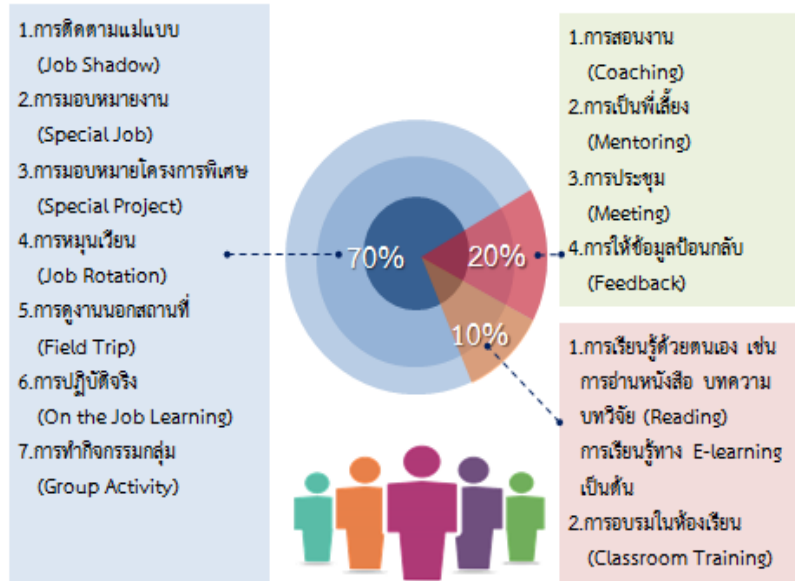 1.การติดตามแม่แบบ
(Job Shadow)
2.การมอบหมายงาน
(Special Job)
3.การมอบหมายโครงการพิเศษ
(Special Project)
4.การหมุนเวียน
(Job Rotation)
5.การดูงานนอกสถานที่
(Field Trip)
6.การปฏิบัติจริง
(On the Job Learning)
7.การทำกิจกรรมกลุ่ม
(Group Activity)
70%
20%
10%
1.การสอนงาน
(Coaching)
2.การเป็นพี่เลี้ยง
(Mentoring)
3.การประชุม
(Meeting)
4.การให้ข้อมูลป้อนกลับ
(Feedback)
1.การเรียนรู้ด้วยตนเอง เช่น
การอ่านหนังสือ บทความ
บทวิจัย (Reading)
การเรียนรู้ทาง E-learning
เป็นต้น
2.การอบรมในห้องเรียน
(Classroom Training)